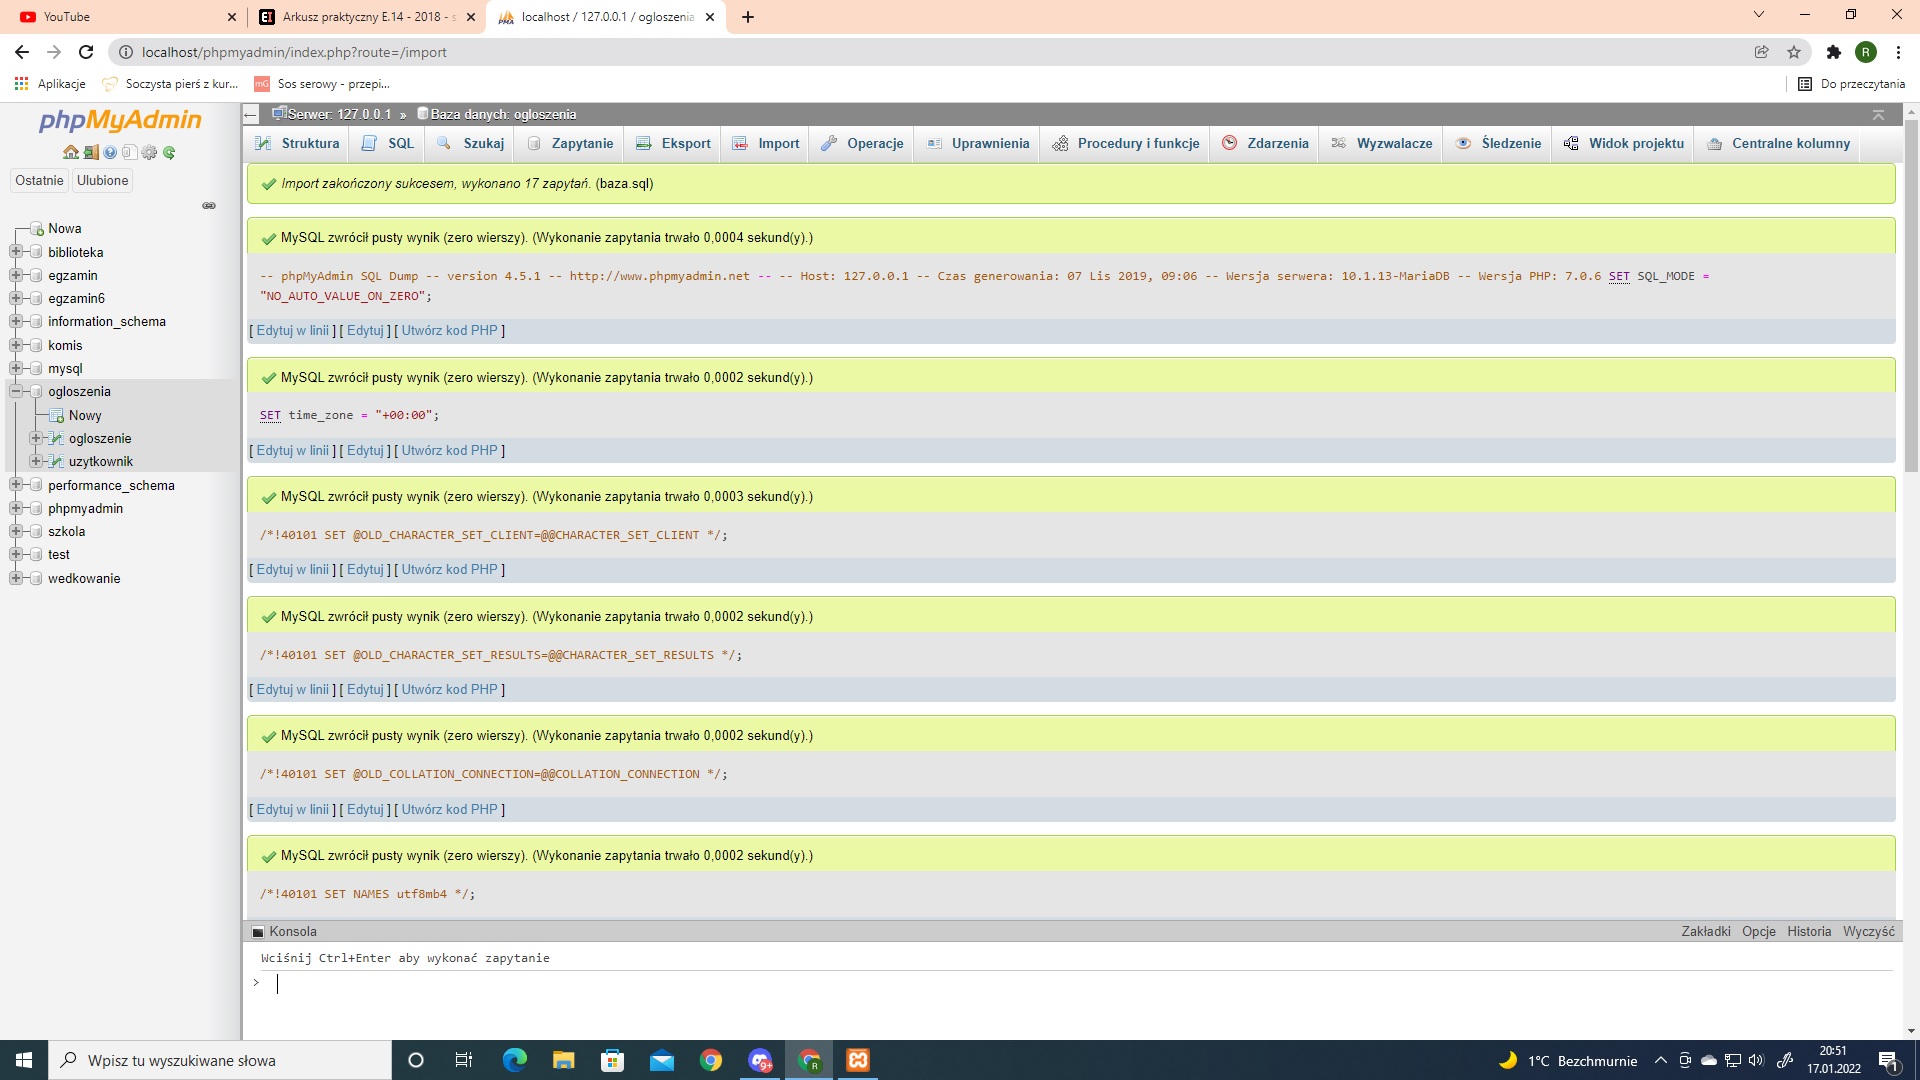 YouTube
Arkusz praktyczny E.14 - 2018 - s
localhost / 127.0.0.1 / ogloszenia
localhost/phpmyadmin/index.php?route=/import
R
Aplikacje
Soczysta pierś z kur...
mG
Sos serowy - przepi...
Do przeczytania
phpMyAdmin
Ostatnie
Ulubione
Nowa
biblioteka
egzamin
egzamin6
information_schema
komis
mysql
ogloszenia
Nowy
ogloszenie
uzytkownik
performance_schema
phpmyadmin
szkola
test
wedkowanie
Serwer: 127.0.0.1 » Baza danych: ogloszenia
Struktura
SQL
Szukaj
Zapytanie
Eksport
Import
Operacje
Uprawnienia
Procedury i funkcje
Zdarzenia
Wyzwalacze
Śledzenie
Widok projektu
Centralne kolumny
Import zakończony sukcesem, wykonano 17 zapytań. (baza.sql)
MySQL zwrócił pusty wynik (zero wierszy). (Wykonanie zapytania trwało 0,0004 sekund(y).)
-- phpMyAdmin SQL Dump -- version 4.5.1 -- http://www.phpmyadmin.net -- -- Host: 127.0.0.1 -- Czas generowania: 07 Lis 2019, 09:06 -- Wersja serwera: 10.1.13-MariaDB -- Wersja PHP: 7.0.6 SET SQL_MODE =
"NO_AUTO_VALUE_ON_ZERO";
[ Edytuj w linii ] [ Edytuj ] [ Utwórz kod PHP ]
MySQL zwrócił pusty wynik (zero wierszy). (Wykonanie zapytania trwało 0,0002 sekund(y).)
SET time_zone = "+00:00";
[ Edytuj w linii ] [ Edytuj ] [ Utwórz kod PHP ]
MySQL zwrócił pusty wynik (zero wierszy). (Wykonanie zapytania trwało 0,0003 sekund(y).)
/*!40101 SET @OLD_CHARACTER_SET_CLIENT=@@CHARACTER_SET_CLIENT */;
[ Edytuj w linii ] [ Edytuj ] [ Utwórz kod PHP ]
MySQL zwrócił pusty wynik (zero wierszy). (Wykonanie zapytania trwało 0,0002 sekund(y).)
/*!40101 SET @OLD_CHARACTER_SET_RESULTS=@@CHARACTER_SET_RESULTS */;
[ Edytuj w linii ] [ Edytuj ] [ Utwórz kod PHP ]
MySQL zwrócił pusty wynik (zero wierszy). (Wykonanie zapytania trwało 0,0002 sekund(y).)
/*!40101 SET @OLD_COLLATION_CONNECTION=@@COLLATION_CONNECTION */;
[ Edytuj w linii ] [ Edytuj ] [ Utwórz kod PHP ]
MySQL zwrócił pusty wynik (zero wierszy). (Wykonanie zapytania trwało 0,0002 sekund(y).)
/*!40101 SET NAMES utf8mb4 */;
Konsola
Zakładki
Opcje
Historia
Wyczyść
Wciśnij Ctrl+Enter aby wykonać zapytanie
>
Wpisz tu wyszukiwane słowa
9+
R
1°C Bezchmurnie
20:51
17.01.2022
1